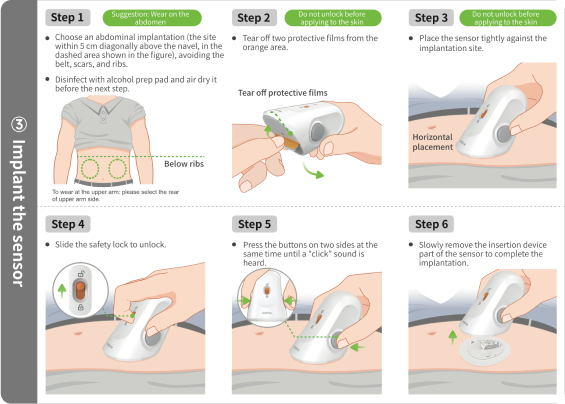 ③ Implant the sensor
Step 1
Suggestion: Wear on the
abdomen
Choose an abdominal implantation (the site
within 5 cm diagonally above the navel, in the
dashed area shown in the figure), avoiding the
belt, scars, and ribs.
Disinfect with alcohol prep pad and air dry it
before the next step.
Below ribs
To wear at the upper arm: please select the rear
of upper arm side.
Step 2
Do not unlock before
applying to the skin
Tear off two protective films from the
orange area.
Tear off protective films
Step 3
Do not unlock before
applying to the skin
Place the sensor tightly against the
implantation site.
Horizontal
placement
Step 4
Slide the safety lock to unlock.
Step 5
Press the buttons on two sides at the
same time until a "click" sound is
heard.
Step 6
Slowly remove the insertion device
part of the sensor to complete the
implantation.